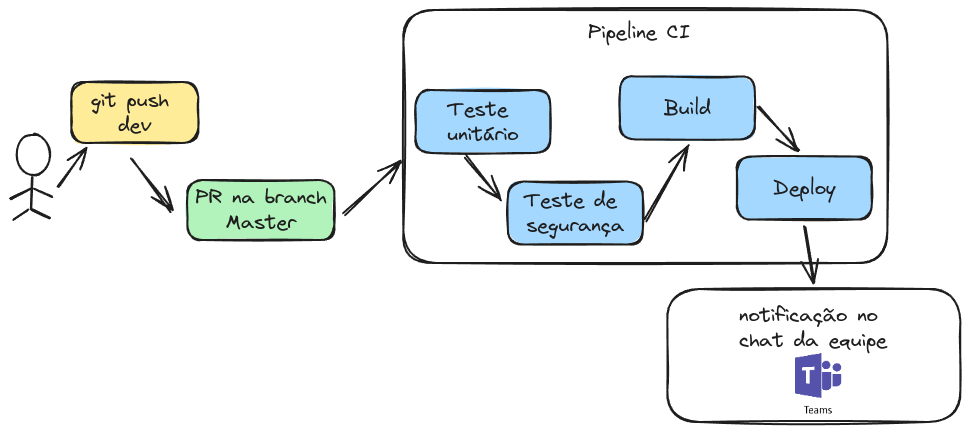 Pipeline CI
git push
dev
PR na branch
Master
Teste
unitário
Teste de
segurança
Build
Deploy
notificação no
chat da equipe
T
Teams